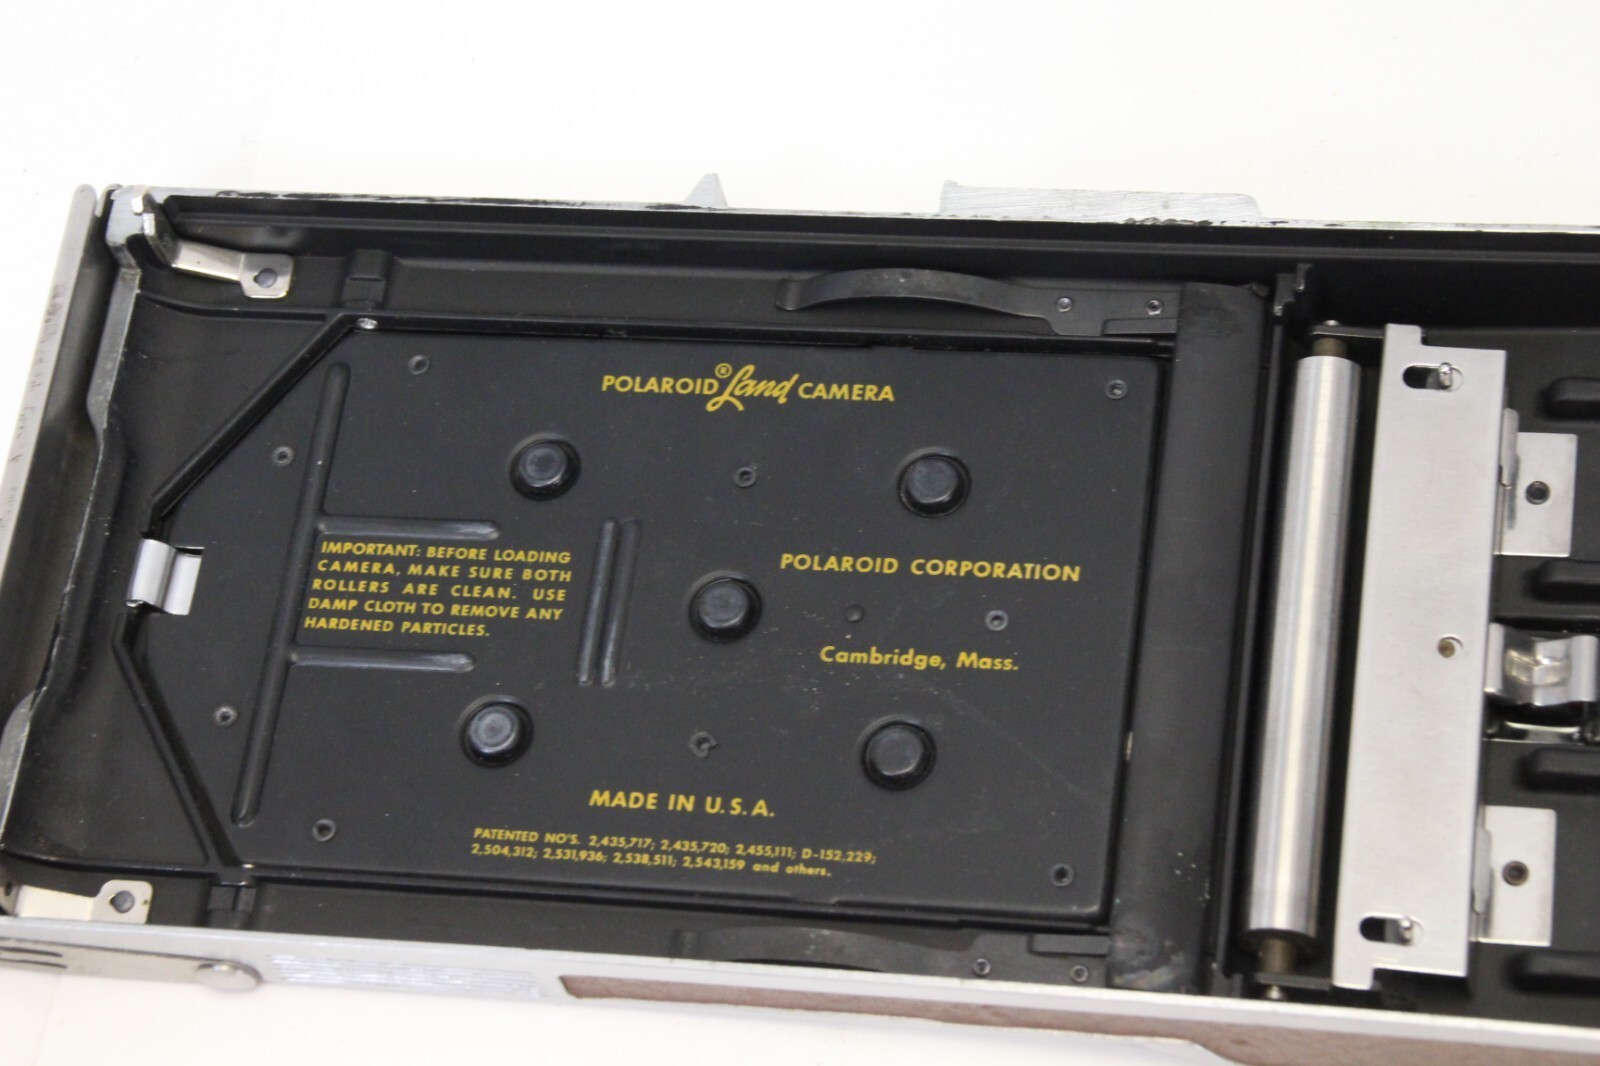 POLAROID® Land CAMERA
IMPORTANT: BEFORE LOADING
CAMERA, MAKE SURE BOTH
ROLLERS ARE CLEAN. USE
DAMP CLOTH TO REMOVE ANY
HARDENED PARTICLES.
POLAROID CORPORATION
Cambridge, Mass.
MADE IN U.S.A.
PATENTED NO'S. 2,435,717; 2,435,720; 2,455,111; D-152,229;
2,504,312; 2,531,936; 2,538,511; 2,543,159 and others.